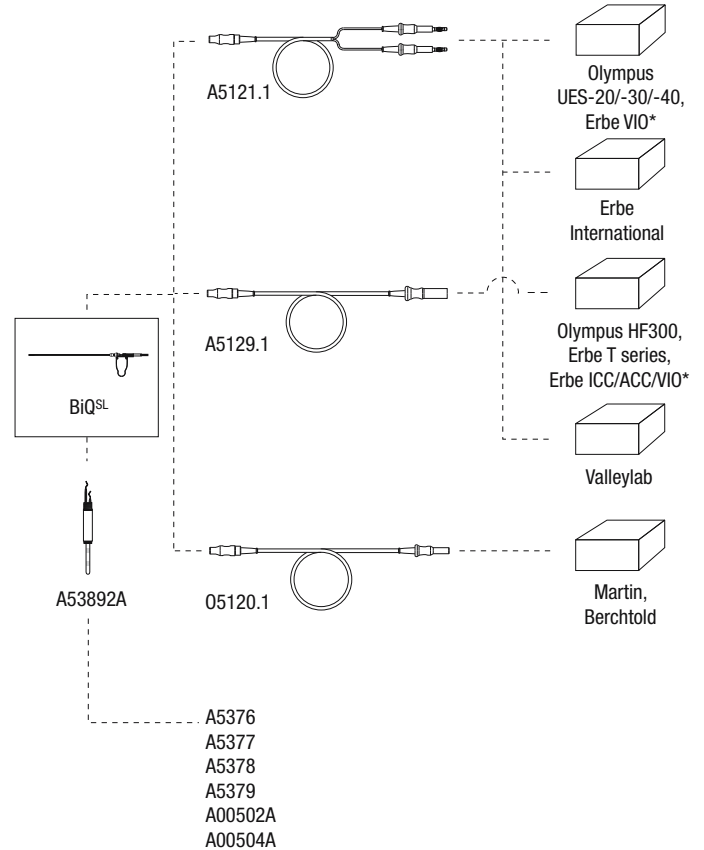 A5121.1
Olympus
UES-20/-30/-40,
Erbe VIO*
Erbe
International
A5129.1
Olympus HF300,
Erbe T series,
Erbe ICC/ACC/VIO*
BiQSL
Valleylab
A53892A
O5120.1
Martin,
Berchtold
A5376
A5377
A5378
A5379
A00502A
A00504A